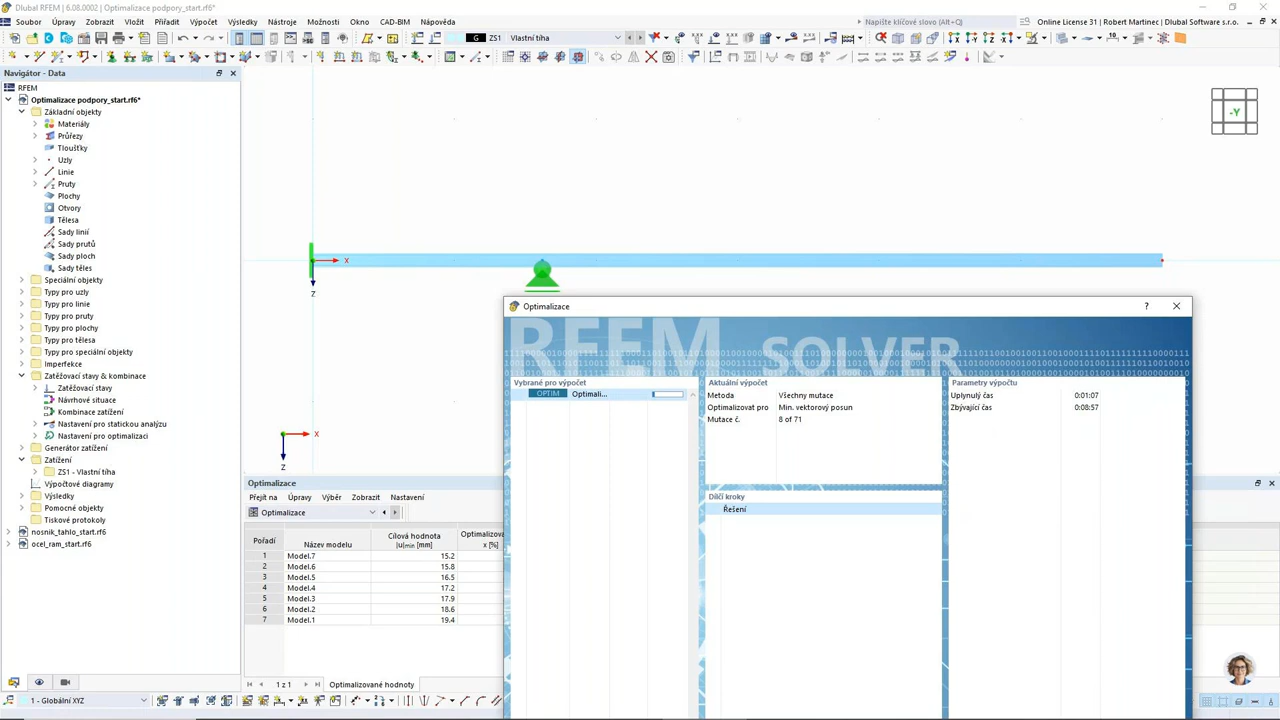 Dlubal RFEM | 6.08.0002 | Optimalizace podpory_start.rf6*
Soubor Úpravy Zobrazit Vložit Přiřadit Výpočet Výsledky Nástroje Možnosti Okno CAD-BIM Nápověda
Napište klíčové slovo (Alt+Q)
Online License 31 | Robert Martinec | Dlubal Software s.r.o.
G ZS1 Vlastní tíha
Navigátor - Data
RFEM
Optimalizace podpory_start.rf6*
Základní objekty
Materiály
Průřezy
Tloušťky
Uzly
Linie
Pruty
Plochy
Otvory
Tělesa
Sady linií
Sady prutů
Sady ploch
Sady těles
Speciální objekty
Typy pro uzly
Typy pro linie
Typy pro pruty
Typy pro plochy
Typy pro tělesa
Typy pro speciální objekty
Imperfekce
Zatěžovací stavy & kombinace
Zatěžovací stavy
Návrhové situace
Kombinace zatížení
Nastavení pro statickou analýzu
Nastavení pro optimalizaci
Generátor zatížení
Zatížení
ZS1 - Vlastní tíha
Výpočtové diagramy
Výsledky
Pomocné objekty
Tiskové protokoly
nosnik_tahlo_start.rf6
ocel_ram_start.rf6
X
Z
-Y
X
Z
Optimalizace
RFEM SOLVER
Vybrané pro výpočet
OPTIM Optimali...
Aktuální výpočet
Metoda Všechny mutace
Optimalizovat pro Min. vektorový posun
Mutace č. 8 of 71
Dílčí kroky
Řešení
Parametry výpočtu
Uplynulý čas 0:01:07
Zbývající čas 0:08:57
Optimalizace
Přejít na Úpravy Výběr Zobrazit Nastavení
Optimalizace
Pořadí Název modelu Cílová hodnota |u|min [mm] Optimalizova x [%]
1 Model.7 15.2
2 Model.6 15.8
3 Model.5 16.5
4 Model.4 17.2
5 Model.3 17.9
6 Model.2 18.6
7 Model.1 19.4
1 z 1 Optimalizované hodnoty
1 - Globální XYZ